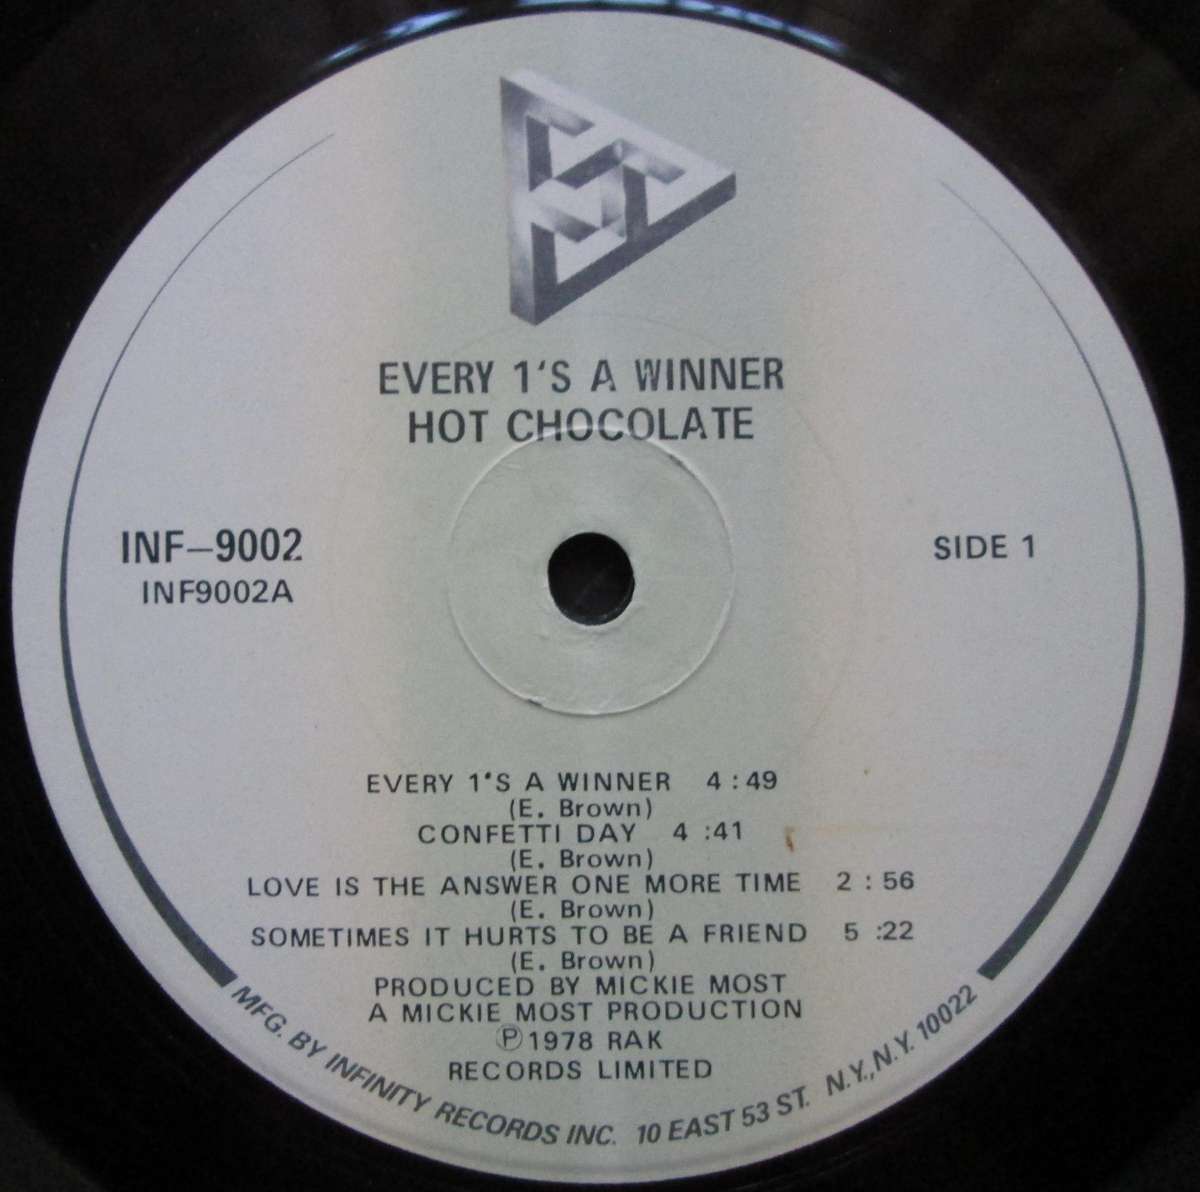 EVERY 1'S A WINNER
HOT CHOCOLATE
INF–9002
INF9002A
SIDE 1
EVERY 1'S A WINNER 4 : 49
(E. Brown)
CONFETTI DAY 4 :41
(E. Brown)
LOVE IS THE ANSWER ONE MORE TIME 2 : 56
(E. Brown)
SOMETIMES IT HURTS TO BE A FRIEND 5 :22
(E. Brown)
PRODUCED BY MICKIE MOST
A MICKIE MOST PRODUCTION
Ⓟ1978 RAK
RECORDS LIMITED
MFG. BY INFINITY RECORDS INC. 10 EAST 53 ST. N.Y., N.Y. 10022